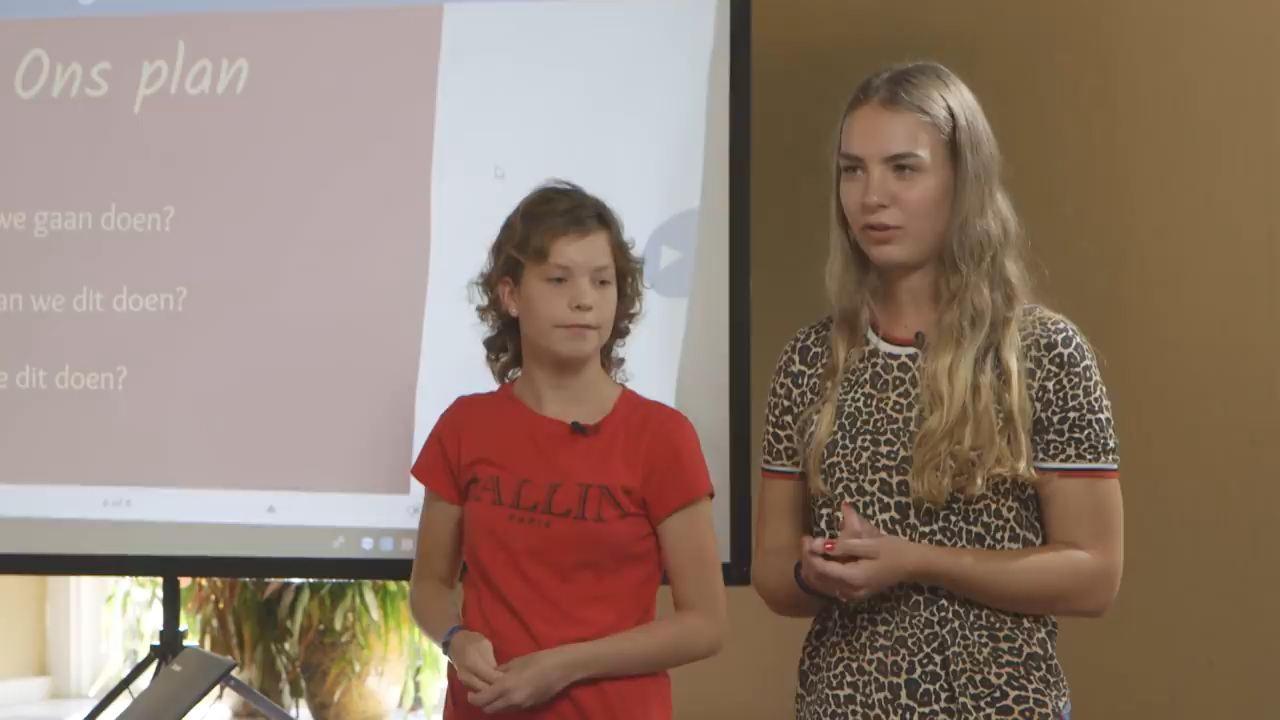 Ons plan
we gaan doen?
an we dit doen?
e dit doen?
ALLIN
PARIS